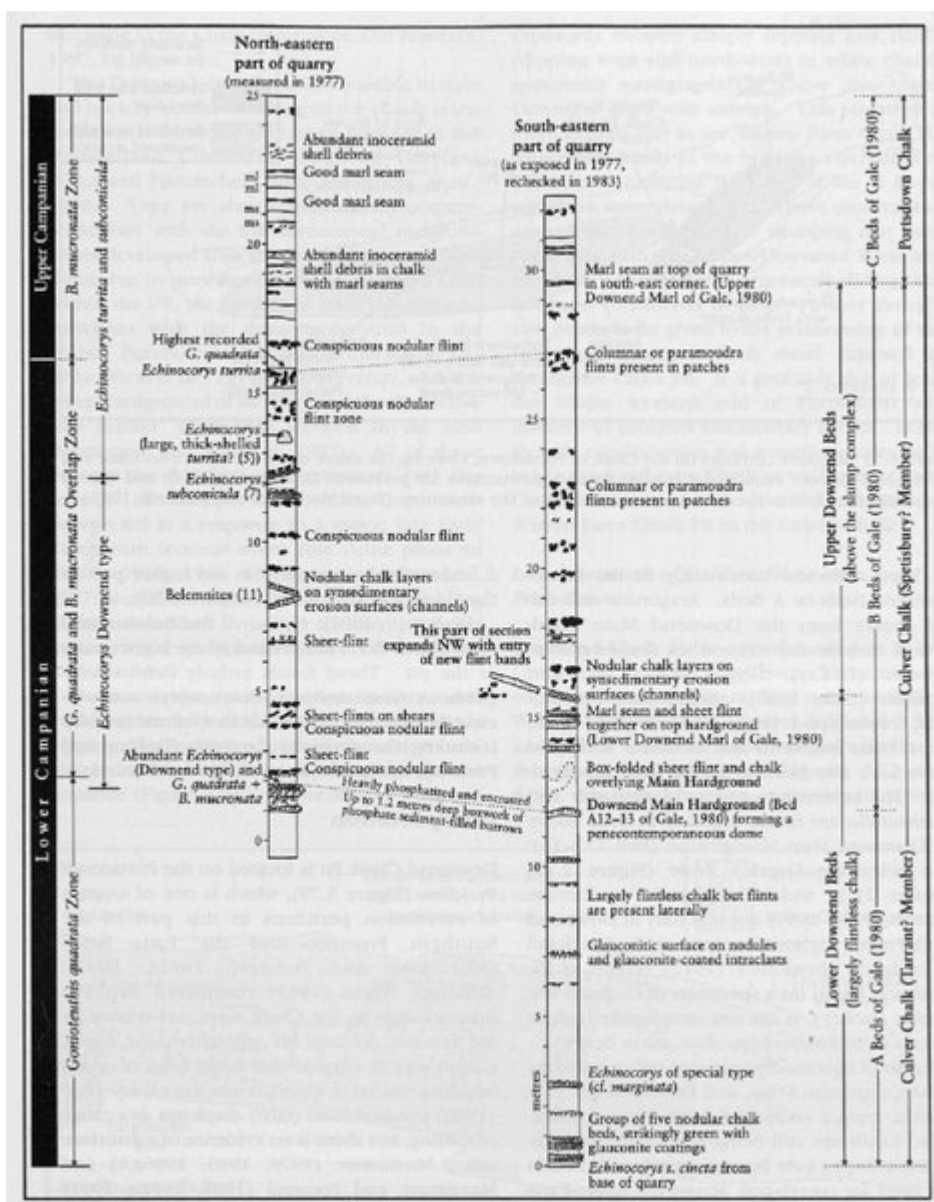 North-eastern
part of quarry
(measured in 1977)
25
Abundant inoceramid
shell debris
Good marl seam
Good marl seam
20
Abundant inoceramid
shell debris in chalk
with marl seams
Highest recorded
G. quadrata
Conspicuous nodular flint
Echinocorys turrita
15
Conspicuous nodular
flint zone
Echinocorys
(large, thick-shelled
turrita? (5))
Echinocorys
subconicula (7)
10
Conspicuous nodular flint
Nodular chalk layers
on synsedimentary
erosion surfaces (channels)
Belemnites (11)
Sheet-flint
5
Sheet-flints on shears
Conspicuous nodular flint
Sheet-flint
Conspicuous nodular flint
Abundant Echinocorys
(Downend type) and
G. quadrata +
B. mucronata
0
Heavily phosphatized and encrusted
Up to 1.2 metres deep boxwork of
phosphate sediment-filled burrows
South-eastern
part of quarry
(as exposed in 1977,
rechecked in 1983)
30
Marl seam at top of quarry
in south-east corner. (Upper
Downend Marl of Gale, 1980)
Columnar or paramoudra
flints present in patches
25
Columnar or paramoudra
flints present in patches
20
This part of section
expands NW with entry
of new flint bands
Nodular chalk layers on
synsedimentary erosion
surfaces (channels)
15
Marl seam and sheet flint
together on top hardground
(Lower Downend Marl of Gale, 1980)
Box-folded sheet flint and chalk
overlying Main Hardground
Downend Main Hardground (Bed
A12–13 of Gale, 1980) forming a
penecontemporaneous dome
10
Largely flintless chalk but flints
are present laterally
Glauconitic surface on nodules
and glauconite-coated intraclasts
5
Echinocorys of special type
(cf. marginata)
metres
Group of five nodular chalk
beds, strikingly green with
glauconite coatings
0
Echinocorys s. cincta from
base of quarry
Upper Campanian
Lower Campanian
B. mucronata Zone
G. quadrata and B. mucronata Overlap Zone
Gonioteuthis quadrata Zone
Echinocorys turrita and subconicula
Echinocorys Downend type
Upper Downend Beds
(above the slump complex)
Lower Downend Beds
(largely flintless chalk)
C Beds of Gale (1980)
B Beds of Gale (1980)
A Beds of Gale (1980)
Portsdown Chalk
Culver Chalk (Spetisbury? Member)
Culver Chalk (Tarrant? Member)